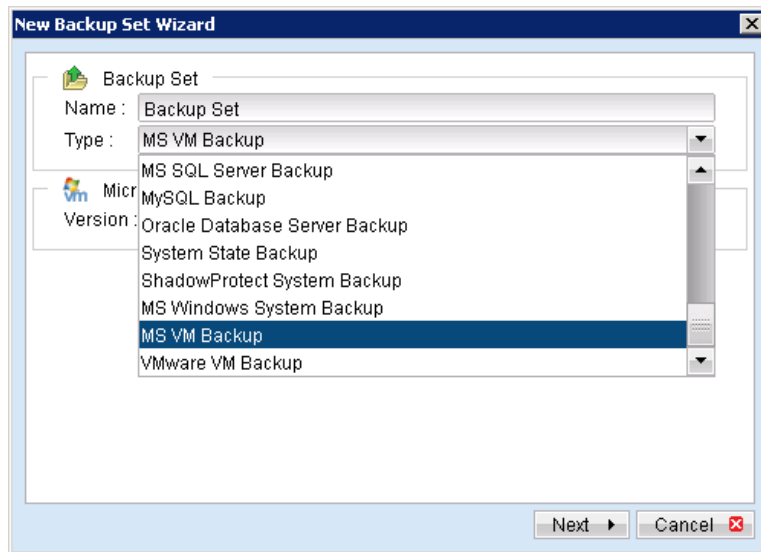 New Backup Set Wizard
Backup Set
Name : Backup Set
Type : MS VM Backup
MS SQL Server Backup
Micr
MySQL Backup
Version :
Oracle Database Server Backup
System State Backup
ShadowProtect System Backup
MS Windows System Backup
MS VM Backup
VMware VM Backup
Next
Cancel